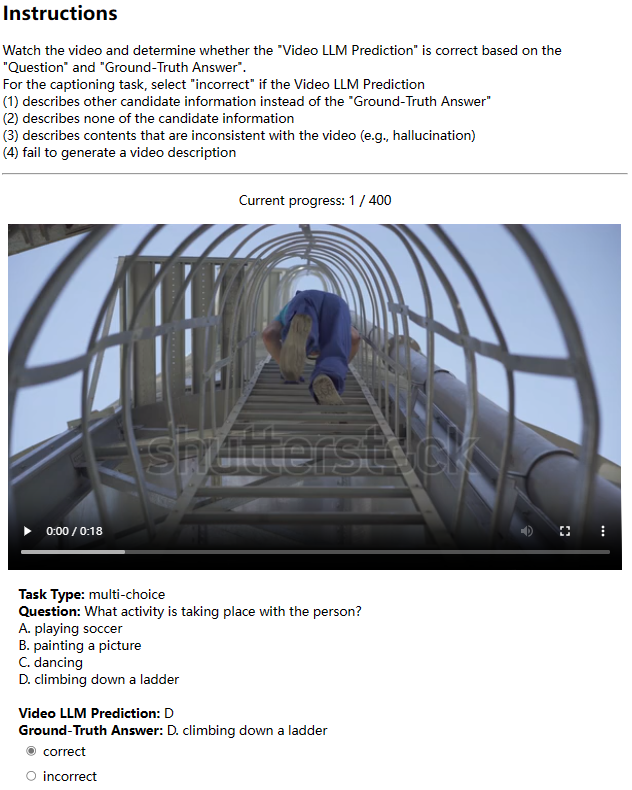 Instructions
Watch the video and determine whether the "Video LLM Prediction" is correct based on the
"Question" and "Ground-Truth Answer".
For the captioning task, select "incorrect" if the Video LLM Prediction
(1) describes other candidate information instead of the "Ground-Truth Answer"
(2) describes none of the candidate information
(3) describes contents that are inconsistent with the video (e.g., hallucination)
(4) fail to generate a video description
Current progress: 1 / 400
shutterstock
0:00 / 0:18
Task Type: multi-choice
Question: What activity is taking place with the person?
A. playing soccer
B. painting a picture
C. dancing
D. climbing down a ladder
Video LLM Prediction: D
Ground-Truth Answer: D. climbing down a ladder
correct
incorrect